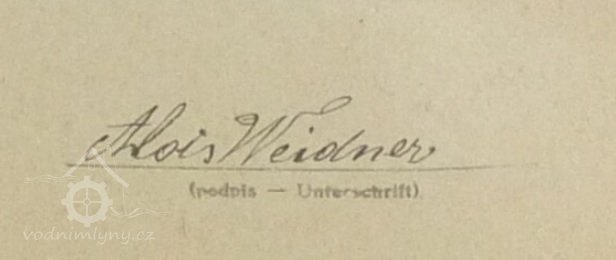 Alois Weidner
(podpis — Unterschrift)
vodnimlyny.cz